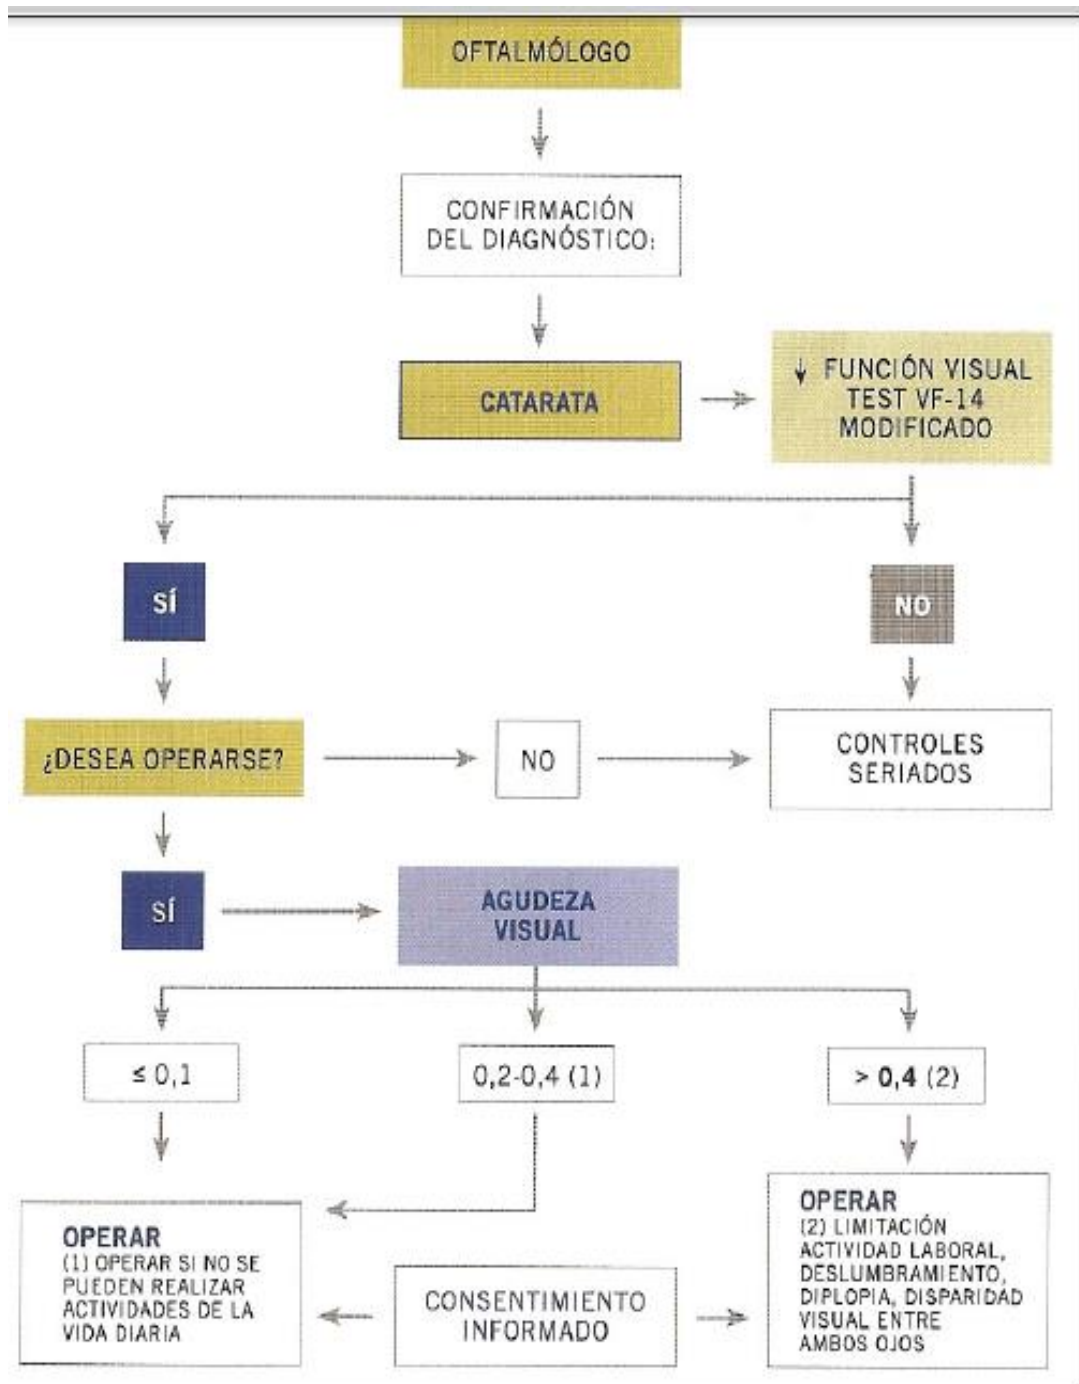 OFTALMÓLOGO
CONFIRMACIÓN
DEL DIAGNÓSTICO:
CATARATA
↓ FUNCIÓN VISUAL
TEST VF-14
MODIFICADO
SÍ
NO
¿DESEA OPERARSE?
NO
CONTROLES
SERIADOS
SÍ
AGUDEZA
VISUAL
≤ 0,1
0,2-0,4 (1)
> 0,4 (2)
OPERAR
(1) OPERAR SI NO SE
PUEDEN REALIZAR
ACTIVIDADES DE LA
VIDA DIARIA
CONSENTIMIENTO
INFORMADO
OPERAR
(2) LIMITACIÓN
ACTIVIDAD LABORAL,
DESLUMBRAMIENTO,
DIPLOPIA, DISPARIDAD
VISUAL ENTRE
AMBOS OJOS